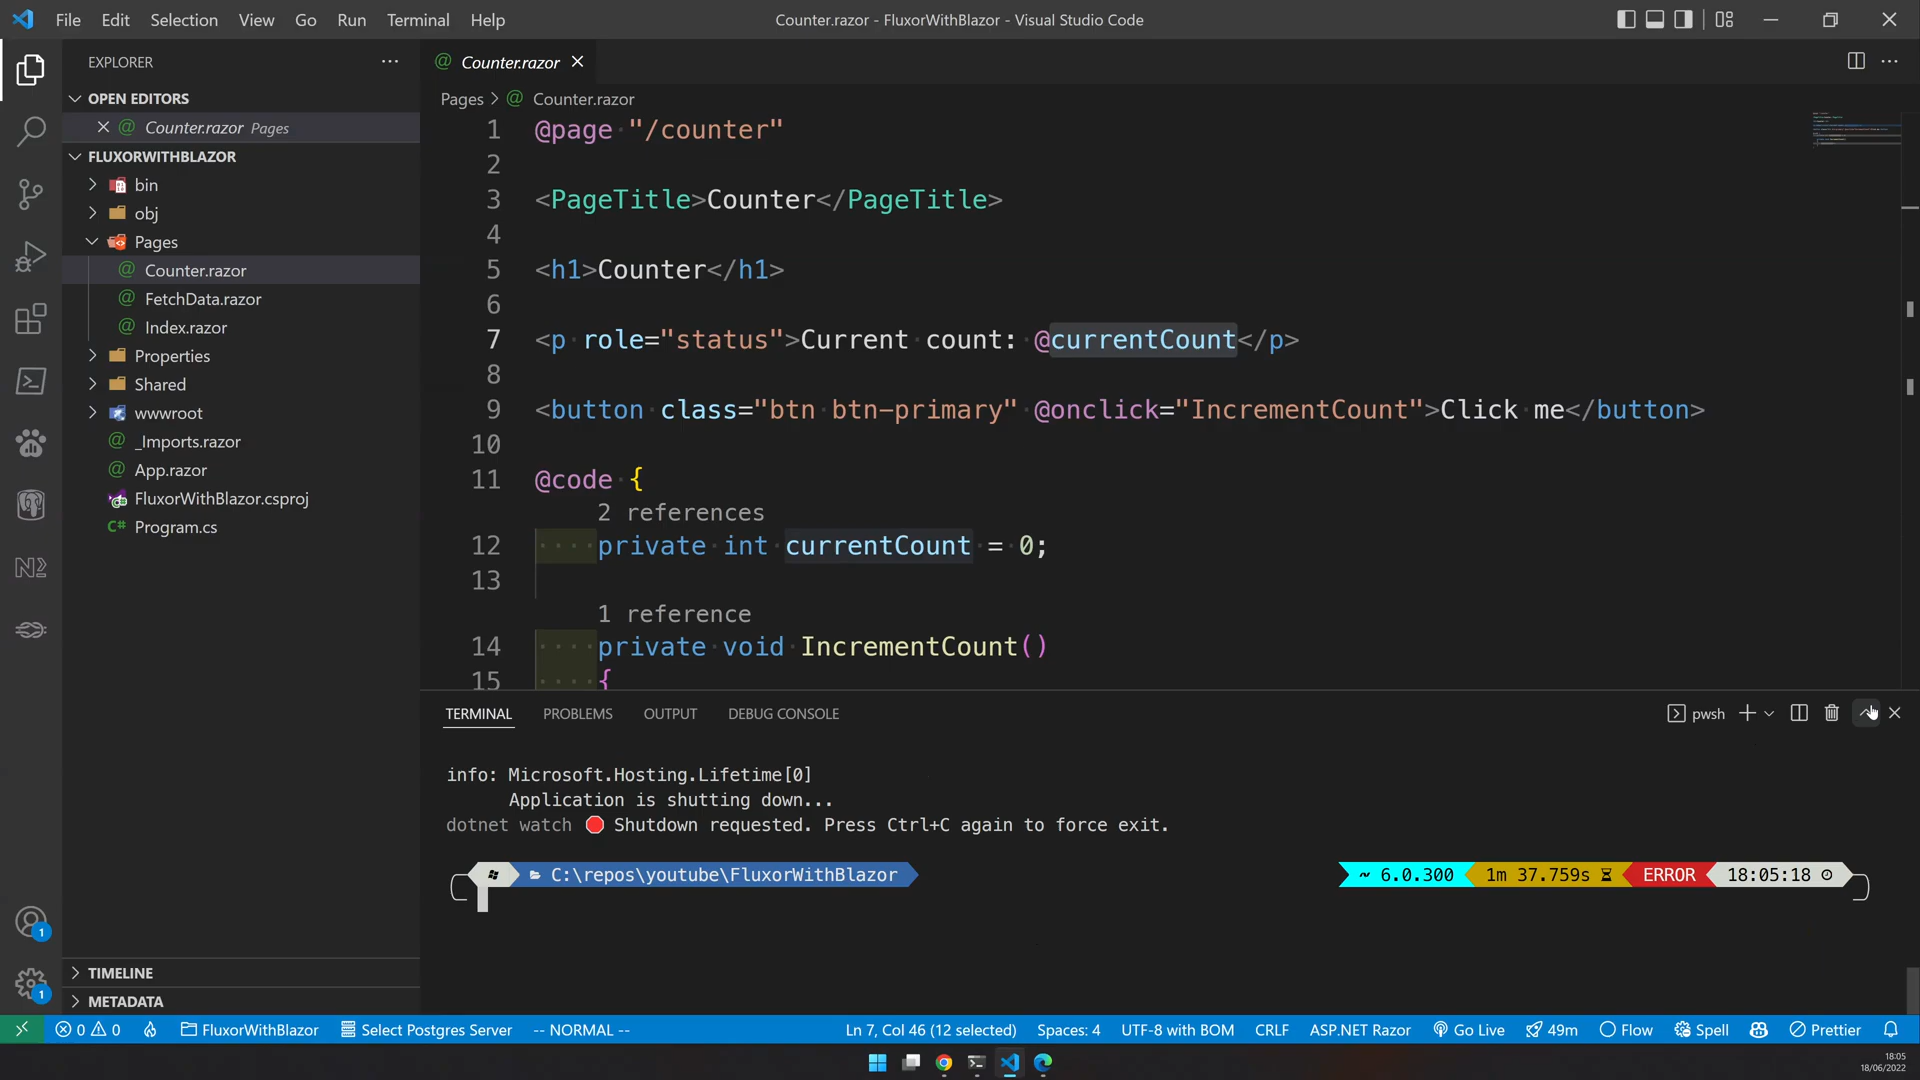 File Edit Selection View Go Run Terminal Help
Counter.razor - FluxorWithBlazor - Visual Studio Code
EXPLORER
OPEN EDITORS
Counter.razor Pages
FLUXORWITHBLAZOR
bin
obj
Pages
Counter.razor
FetchData.razor
Index.razor
Properties
Shared
wwwroot
_Imports.razor
App.razor
FluxorWithBlazor.csproj
C# Program.cs
TIMELINE
METADATA
Counter.razor
Pages > Counter.razor
1 @page "/counter"
2
3 <PageTitle>Counter</PageTitle>
4
5 <h1>Counter</h1>
6
7 <p role="status">Current count: @currentCount</p>
8
9 <button class="btn btn-primary" @onclick="IncrementCount">Click me</button>
10
11 @code {
2 references
12 private int currentCount = 0;
13
1 reference
14 private void IncrementCount()
15 {
TERMINAL PROBLEMS OUTPUT DEBUG CONSOLE
pwsh
info: Microsoft.Hosting.Lifetime[0]
Application is shutting down...
dotnet watch 🛑 Shutdown requested. Press Ctrl+C again to force exit.
C:\repos\youtube\FluxorWithBlazor
~ 6.0.300 1m 37.759s ERROR 18:05:18
1
1
0 0 FluxorWithBlazor Select Postgres Server -- NORMAL --
Ln 7, Col 46 (12 selected) Spaces: 4 UTF-8 with BOM CRLF ASP.NET Razor Go Live 49m Flow Spell Prettier
18:05
18/06/2022